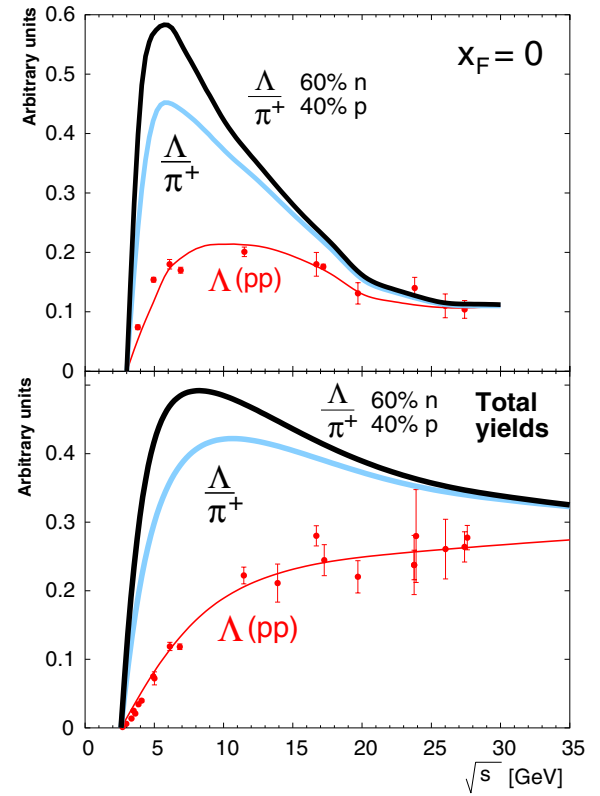 Arbitrary units
0.6
0.5
0.4
0.3
0.2
0.1
0
x_F = 0
Λ 60% n
π⁺ 40% p
Λ
π⁺
Λ (pp)
Arbitrary units
0.4
0.3
0.2
0.1
0
Λ 60% n
π⁺ 40% p
Total
yields
Λ
π⁺
Λ (pp)
0 5 10 15 20 25 30 35
√s [GeV]